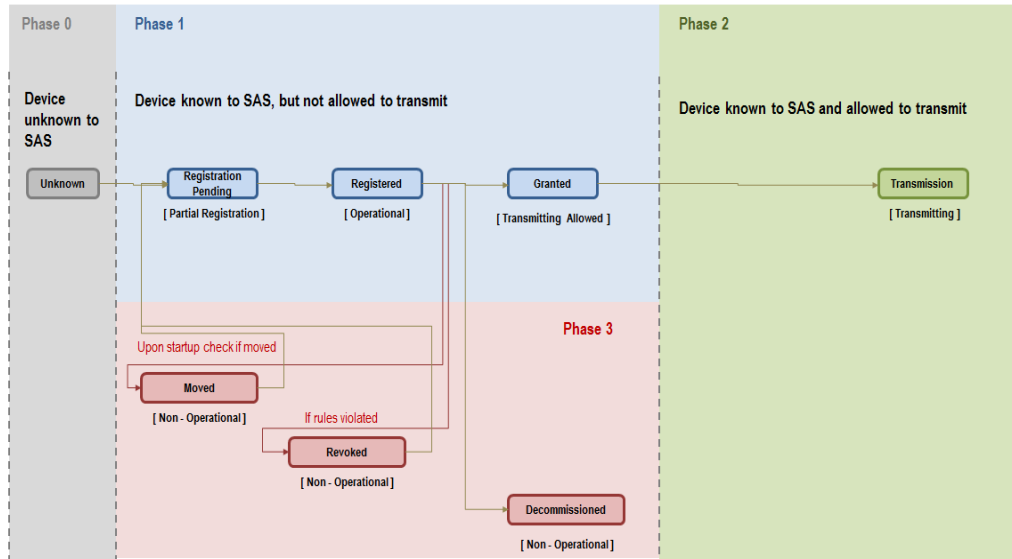 Phase 0
Phase 1
Phase 2
Device
unknown to
SAS
Device known to SAS, but not allowed to transmit
Device known to SAS and allowed to transmit
Unknown
Registration
Pending
Registered
Granted
Transmission
[ Partial Registration ]
[ Operational ]
[ Transmitting Allowed ]
[ Transmitting ]
Phase 3
Upon startup check if moved
Moved
[ Non - Operational ]
If rules violated
Revoked
[ Non - Operational ]
Decommissioned
[ Non - Operational ]